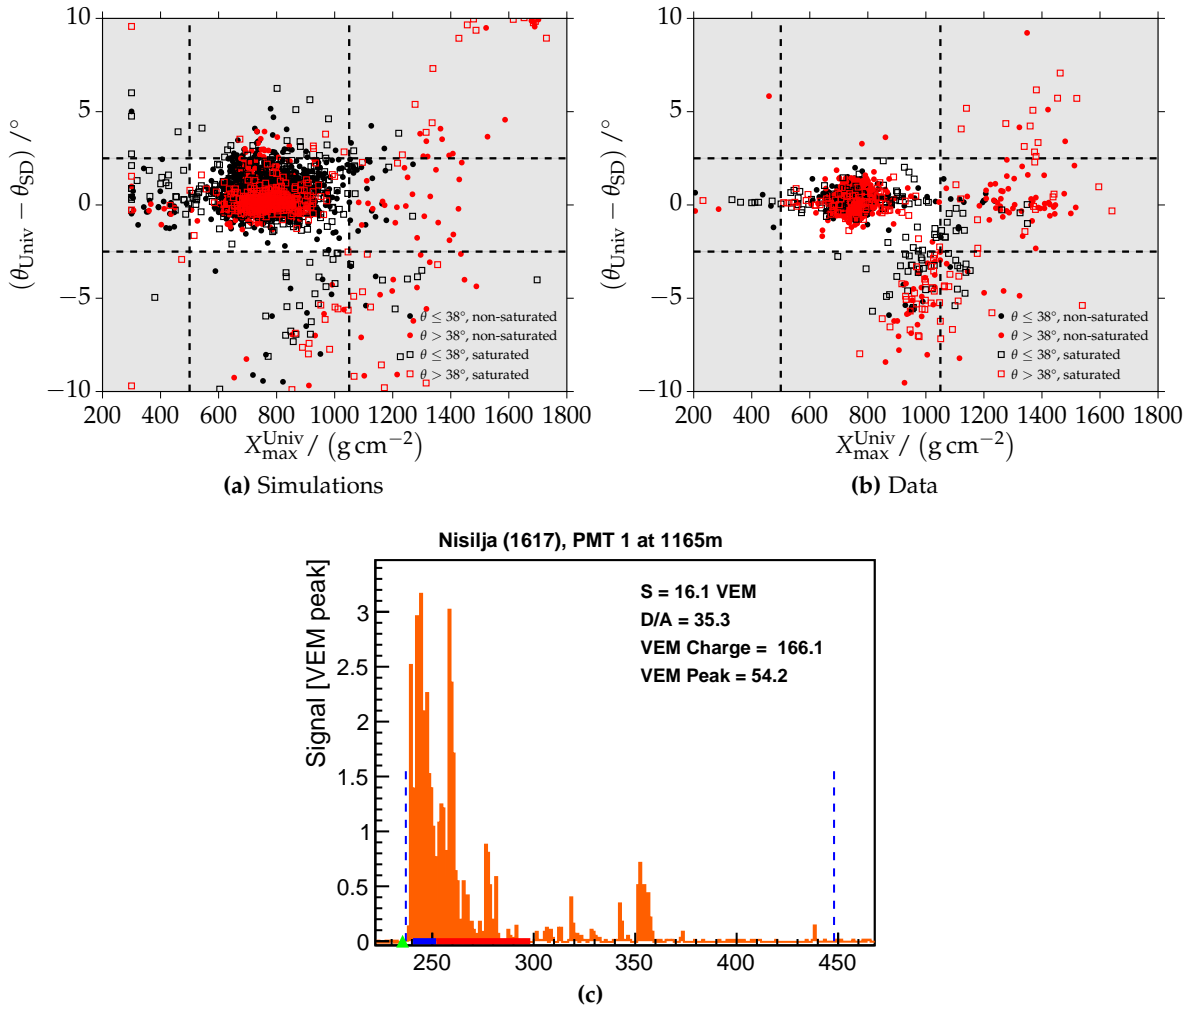 10
5
0
−5
−10
(θUniv − θSD) /°
200 400 600 800 1000 1200 1400 1600 1800
X_max^Univ / (g cm−2)
θ ≤ 38°, non-saturated
θ > 38°, non-saturated
θ ≤ 38°, saturated
θ > 38°, saturated
(a) Simulations
10
5
0
−5
−10
(θUniv − θSD) /°
200 400 600 800 1000 1200 1400 1600 1800
X_max^Univ / (g cm−2)
θ ≤ 38°, non-saturated
θ > 38°, non-saturated
θ ≤ 38°, saturated
θ > 38°, saturated
(b) Data
Nisilja (1617), PMT 1 at 1165m
Signal [VEM peak]
3
2.5
2
1.5
1
0.5
0
S = 16.1 VEM
D/A = 35.3
VEM Charge = 166.1
VEM Peak = 54.2
250 300 350 400 450
(c)